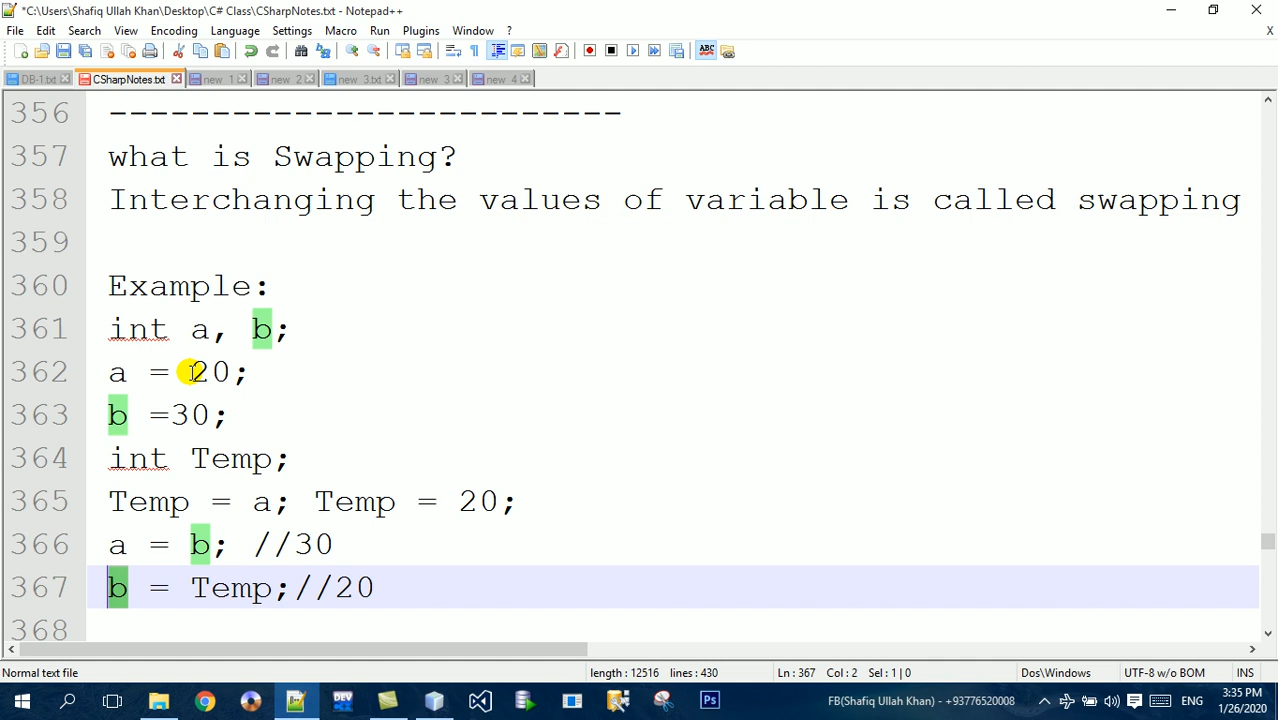 *C:\Users\Shafiq Ullah Khan\Desktop\C# Class\CSharpNotes.txt - Notepad++
File Edit Search View Encoding Language Settings Macro Run Plugins Window ? X
DB-1.txt CSharpNotes.txt new 1 new 2 new 3.txt new 3 new 4
356 -------------------------
357 what is Swapping?
358 Interchanging the values of variable is called swapping
359
360 Example:
361 int a, b;
362 a = 20;
363 b =30;
364 int Temp;
365 Temp = a; Temp = 20;
366 a = b; //30
367 b = Temp;//20
368
Normal text file length : 12516 lines : 430 Ln : 367 Col : 2 Sel : 1 | 0 Dos\Windows UTF-8 w/o BOM INS
FB(Shafiq Ullah Khan) - +93776520008 ENG 3:35 PM
1/26/2020